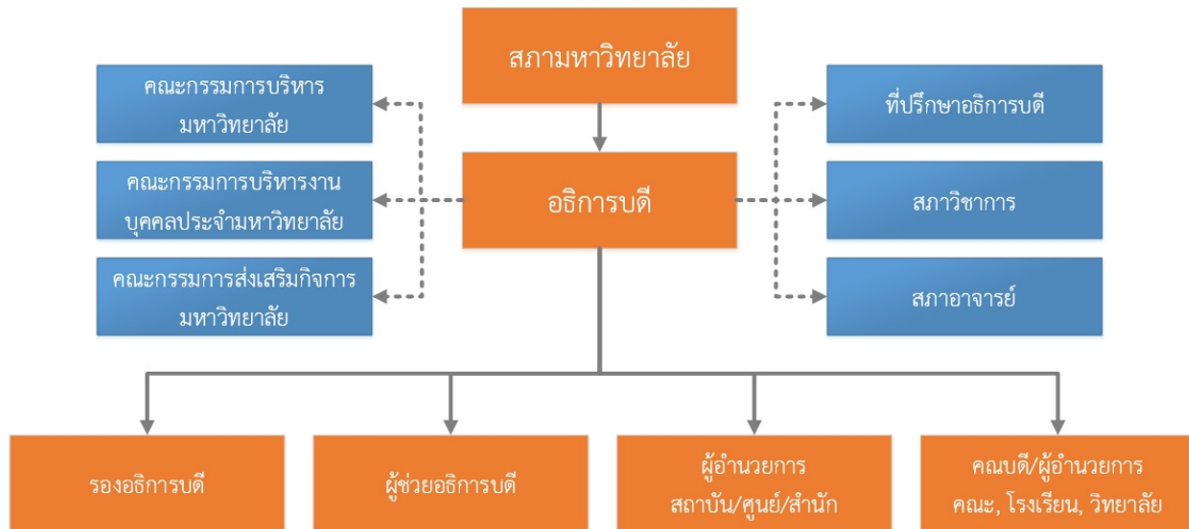 สภามหาวิทยาลัย
คณะกรรมการบริหาร
มหาวิทยาลัย
ที่ปรึกษาอธิการบดี
คณะกรรมการบริหารงาน
บุคคลประจำมหาวิทยาลัย
อธิการบดี
สภาวิชาการ
คณะกรรมการส่งเสริมกิจการ
มหาวิทยาลัย
สภาอาจารย์
รองอธิการบดี
ผู้ช่วยอธิการบดี
ผู้อำนวยการ
สถาบัน/ศูนย์/สำนัก
คณบดี/ผู้อำนวยการ
คณะ, โรงเรียน, วิทยาลัย